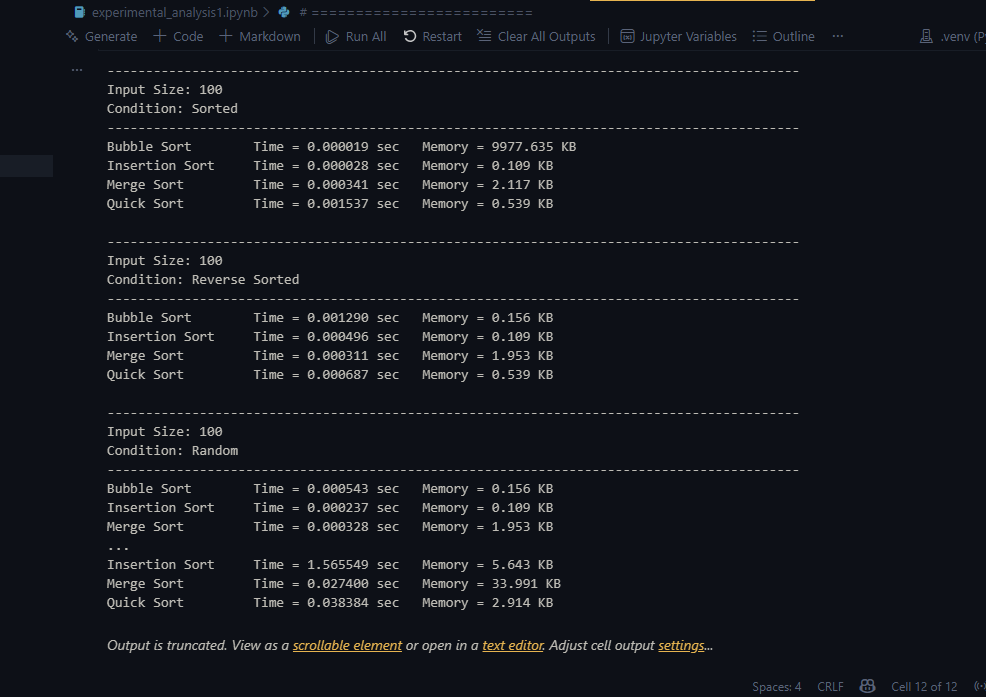 experimental_analysis1.ipynb > # =========================
Generate + Code + Markdown | Run All Restart Clear All Outputs | Jupyter Variables Outline ... .venv (P
...
------------------------------------------------------------------------------------------
Input Size: 100
Condition: Sorted
------------------------------------------------------------------------------------------
Bubble Sort Time = 0.000019 sec Memory = 9977.635 KB
Insertion Sort Time = 0.000028 sec Memory = 0.109 KB
Merge Sort Time = 0.000341 sec Memory = 2.117 KB
Quick Sort Time = 0.001537 sec Memory = 0.539 KB
------------------------------------------------------------------------------------------
Input Size: 100
Condition: Reverse Sorted
------------------------------------------------------------------------------------------
Bubble Sort Time = 0.001290 sec Memory = 0.156 KB
Insertion Sort Time = 0.000496 sec Memory = 0.109 KB
Merge Sort Time = 0.000311 sec Memory = 1.953 KB
Quick Sort Time = 0.000687 sec Memory = 0.539 KB
------------------------------------------------------------------------------------------
Input Size: 100
Condition: Random
------------------------------------------------------------------------------------------
Bubble Sort Time = 0.000543 sec Memory = 0.156 KB
Insertion Sort Time = 0.000237 sec Memory = 0.109 KB
Merge Sort Time = 0.000328 sec Memory = 1.953 KB
...
Insertion Sort Time = 1.565549 sec Memory = 5.643 KB
Merge Sort Time = 0.027400 sec Memory = 33.991 KB
Quick Sort Time = 0.038384 sec Memory = 2.914 KB
Output is truncated. View as a scrollable element or open in a text editor. Adjust cell output settings...
Spaces: 4 CRLF Cell 12 of 12